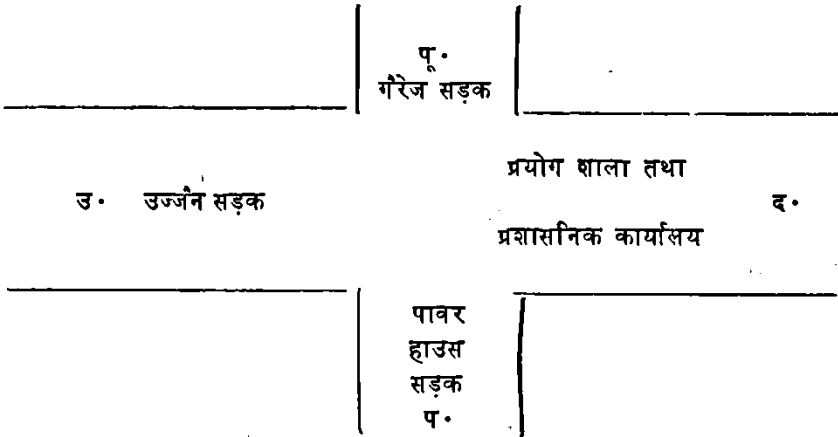 पू॰
गैरेज सड़क
प्रयोग शाला तथा
उ॰ उज्जैन सड़क
द॰
प्रशासनिक कार्यालय
पावर
हाउस
सड़क
प॰